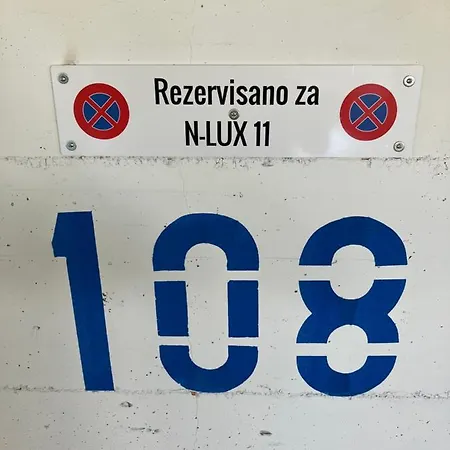 Rezervisano za
N-LUX 11
108